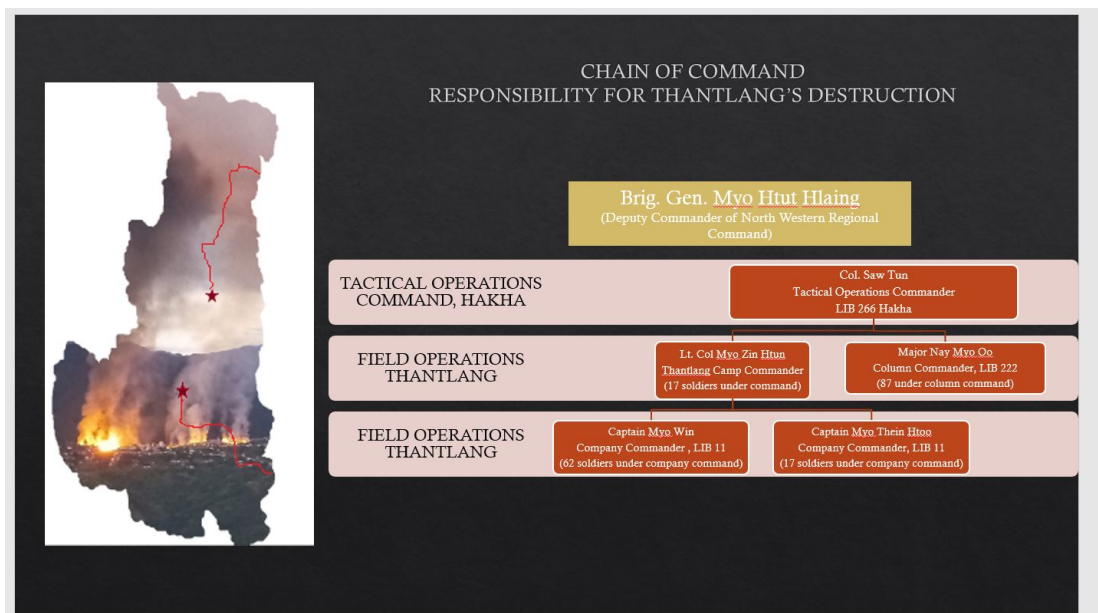 CHAIN OF COMMAND
RESPONSIBILITY FOR THANTLANG'S DESTRUCTION
Brig. Gen. Myo Htut Hlaing
(Deputy Commander of North Western Regional
Command)
TACTICAL OPERATIONS
COMMAND, HAKHA
Col. Saw Tun
Tactical Operations Commander
LIB 266 Hakha
FIELD OPERATIONS
THANTLANG
Lt. Col Myo Zin Htun
Thantlang Camp Commander
(17 soldiers under command)
Major Nay Myo Oo
Column Commander, LIB 222
(87 under column command)
FIELD OPERATIONS
THANTLANG
Captain Myo Win
Company Commander , LIB 11
(62 soldiers under company command)
Captain Myo Thein Htoo
Company Commander, LIB 11
(17 soldiers under company command)